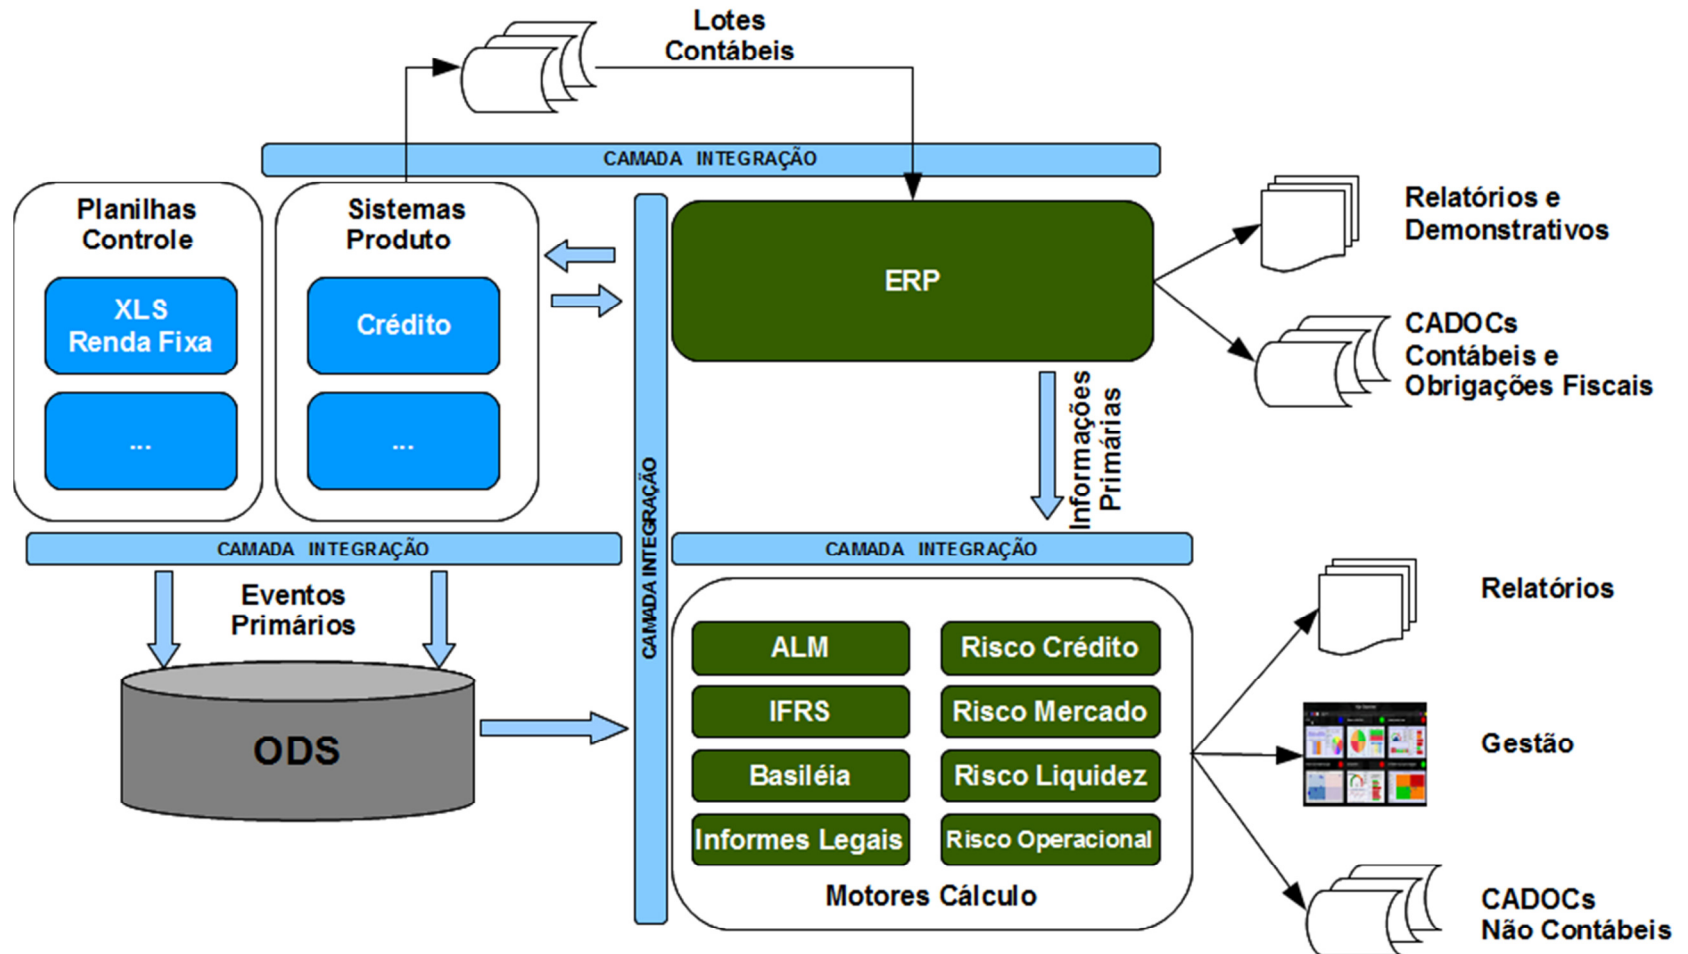 Lotes
Contábeis
CAMADA INTEGRAÇÃO
Planilhas
Controle
XLS
Renda Fixa
...
Sistemas
Produto
Crédito
...
CAMADA INTEGRAÇÃO
ERP
Relatórios e
Demonstrativos
CADOCs
Contábeis e
Obrigações Fiscais
Informações
Primárias
CAMADA INTEGRAÇÃO
Eventos
Primários
ODS
CAMADA INTEGRAÇÃO
ALM
Risco Crédito
IFRS
Risco Mercado
Basiléia
Risco Liquidez
Informes Legais
Risco Operacional
Motores Cálculo
Relatórios
Gestão
CADOCs
Não Contábeis